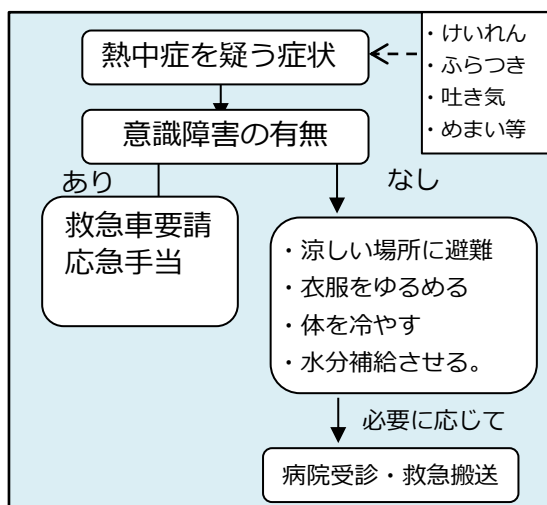 熱中症を疑う症状
・けいれん
・ふらつき
・吐き気
・めまい等
意識障害の有無
あり
なし
救急車要請
応急手当
・涼しい場所に避難
・衣服をゆるめる
・体を冷やす
・水分補給させる。
必要に応じて
病院受診・救急搬送